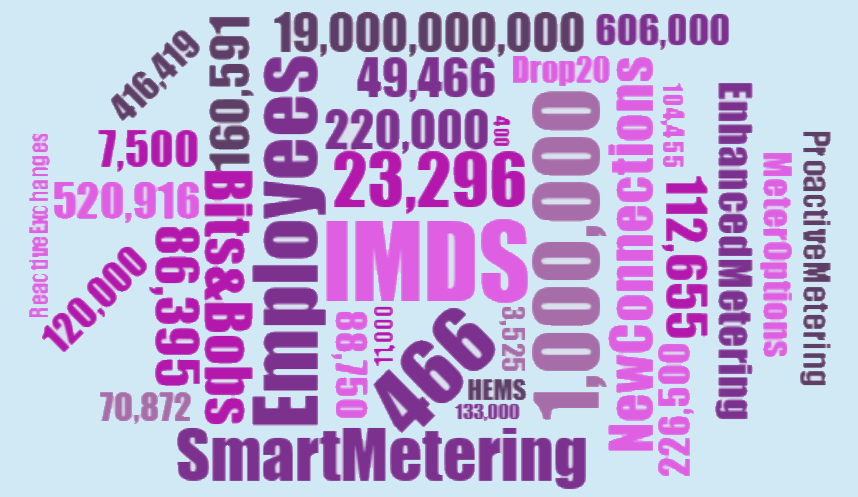 19,000,000,000
606,000
416,419
160,591
Employees
49,466
Drop20
NewConnections
104,455
EnhancedMetering
ProactiveMetering
MeterOptions
7,500
220,000
400
1,000,000
23,296
ReactiveExchanges
520,916
Bits&Bobs
112,655
IMDS
120,000
86,395
88,750
11,000
466
3,525
HEMS
133,000
225,500
70,872
SmartMetering